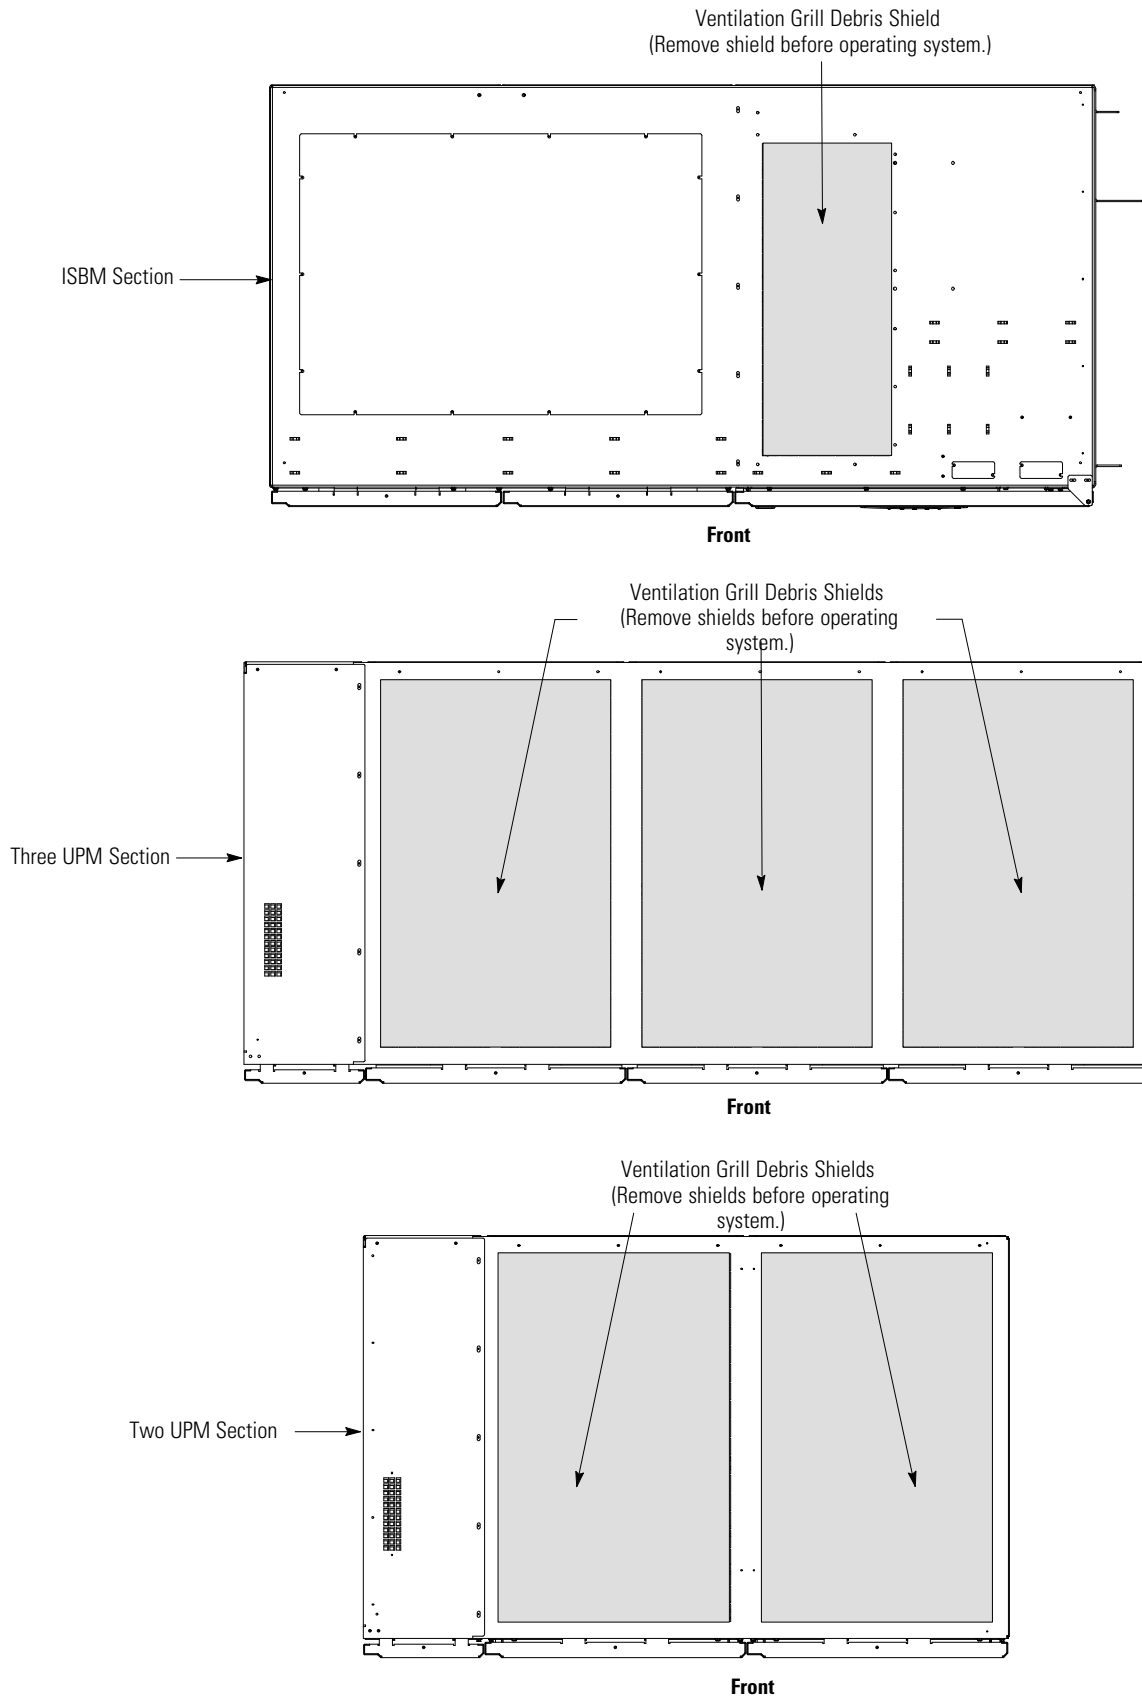 Ventilation Grill Debris Shield
(Remove shield before operating system.)
ISBM Section
Front
Ventilation Grill Debris Shields
(Remove shields before operating
system.)
Three UPM Section
Front
Ventilation Grill Debris Shields
(Remove shields before operating
system.)
Two UPM Section
Front